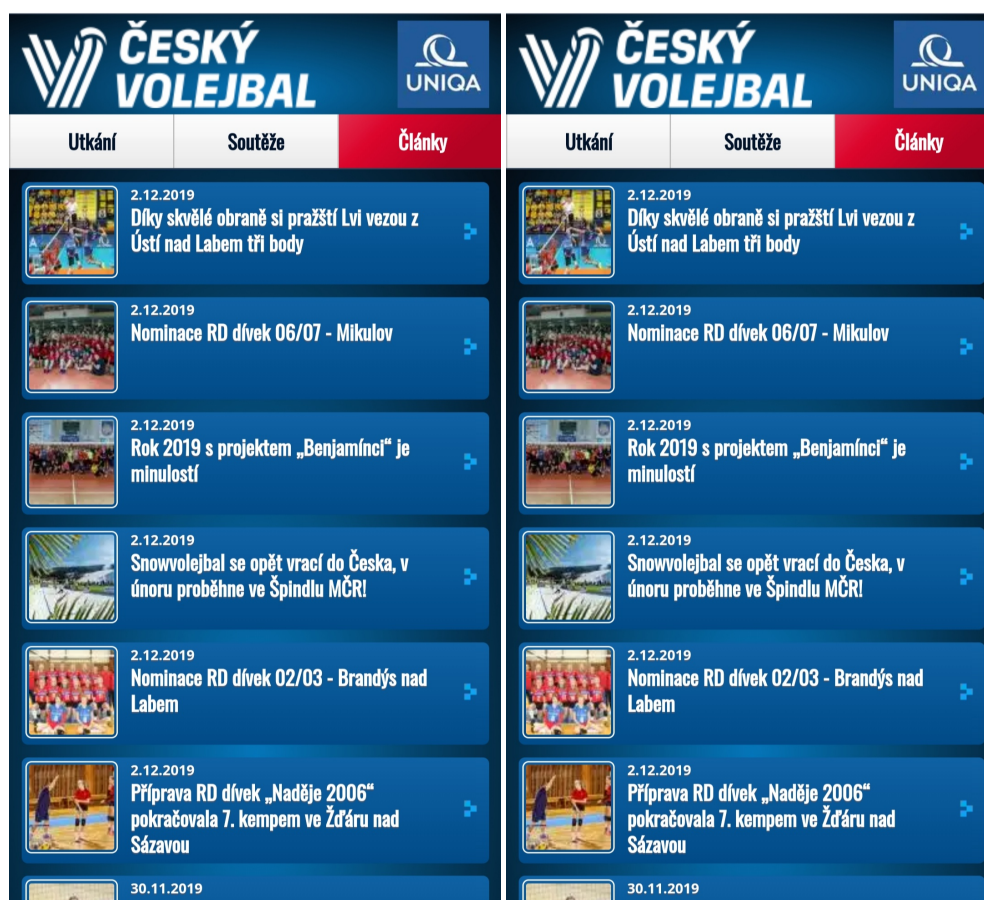 ČESKÝ
VOLEJBAL
UNIQA
Utkání
Soutěže
Články
2.12.2019
Díky skvělé obraně si pražští Lvi vezou z
Ústí nad Labem tři body
2.12.2019
Nominace RD dívek 06/07 - Mikulov
2.12.2019
Rok 2019 s projektem „Benjamínci“ je
minulostí
2.12.2019
Snowvolejbal se opět vrací do Česka, v
únoru proběhne ve Špindlu MČR!
2.12.2019
Nominace RD dívek 02/03 - Brandýs nad
Labem
2.12.2019
Příprava RD dívek „Naděje 2006“
pokračovala 7. kempem ve Žďáru nad
Sázavou
30.11.2019
ČESKÝ
VOLEJBAL
UNIQA
Utkání
Soutěže
Články
2.12.2019
Díky skvělé obraně si pražští Lvi vezou z
Ústí nad Labem tři body
2.12.2019
Nominace RD dívek 06/07 - Mikulov
2.12.2019
Rok 2019 s projektem „Benjamínci“ je
minulostí
2.12.2019
Snowvolejbal se opět vrací do Česka, v
únoru proběhne ve Špindlu MČR!
2.12.2019
Nominace RD dívek 02/03 - Brandýs nad
Labem
2.12.2019
Příprava RD dívek „Naděje 2006“
pokračovala 7. kempem ve Žďáru nad
Sázavou
30.11.2019